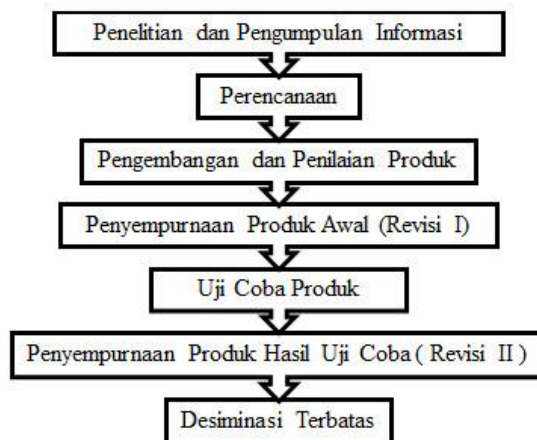 Penelitian dan Pengumpulan Informasi
Perencanaan
Pengembangan dan Penilaian Produk
Penyempurnaan Produk Awal (Revisi I)
Uji Coba Produk
Penyempurnaan Produk Hasil Uji Coba ( Revisi II )
Desiminasi Terbatas